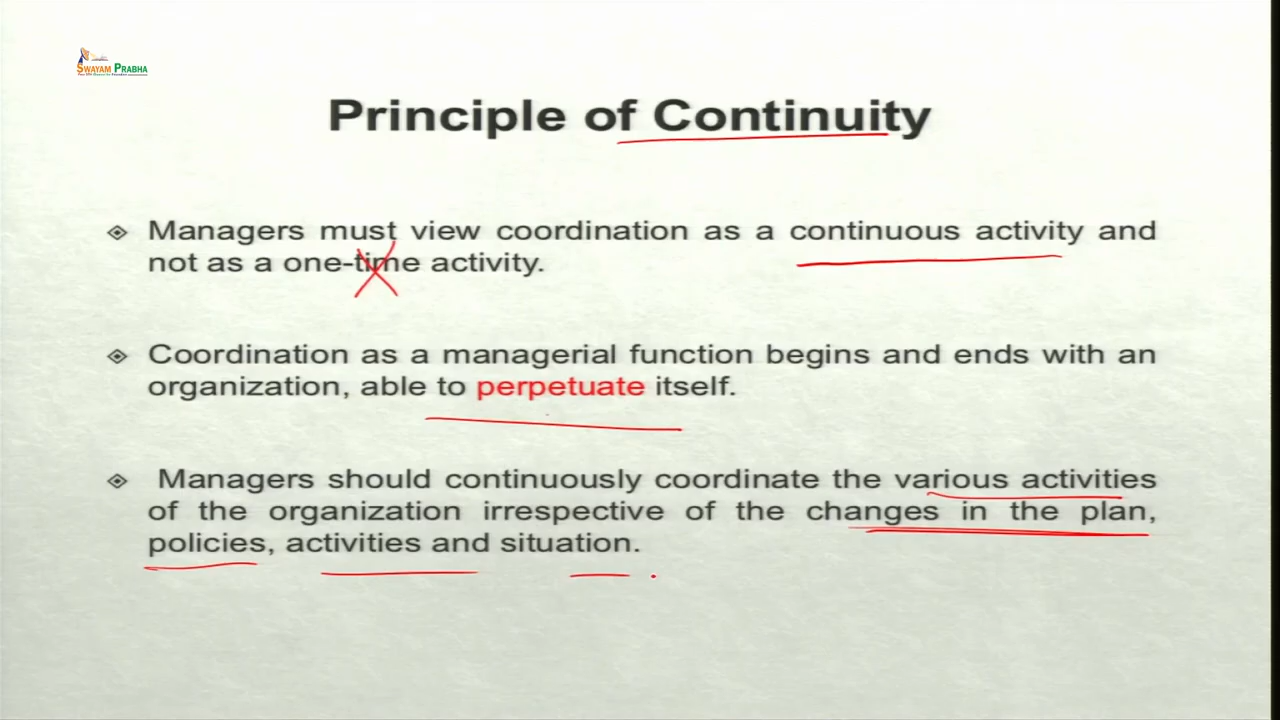 SWAYAM PRABHA
Principle of Continuity
Managers must view coordination as a continuous activity and
not as a one-time activity.
Coordination as a managerial function begins and ends with an
organization, able to perpetuate itself.
Managers should continuously coordinate the various activities
of the organization irrespective of the changes in the plan,
policies, activities and situation.